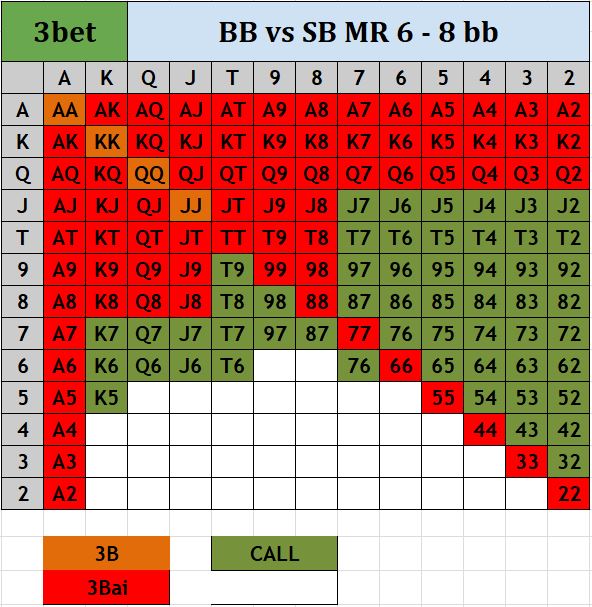 3bet BB vs SB MR 6 - 8 bb
A K Q J T 9 8 7 6 5 4 3 2
A AA AK AQ AJ AT A9 A8 A7 A6 A5 A4 A3 A2
K AK KK KQ KJ KT K9 K8 K7 K6 K5 K4 K3 K2
Q AQ KQ QQ QJ QT Q9 Q8 Q7 Q6 Q5 Q4 Q3 Q2
J AJ KJ QJ JJ JT J9 J8 J7 J6 J5 J4 J3 J2
T AT KT QT JT TT T9 T8 T7 T6 T5 T4 T3 T2
9 A9 K9 Q9 J9 T9 99 98 97 96 95 94 93 92
8 A8 K8 Q8 J8 T8 98 88 87 86 84 83 82
7 A7 K7 Q7 J7 T7 97 87 77 76 75 74 73 72
6 A6 K6 Q6 J6 T6 76 66 65 64 63 62
5 A5 K5 55 54 53 52
4 A4 44 43 42
3 A3 33 32
2 A2 22
3B CALL
3Bai